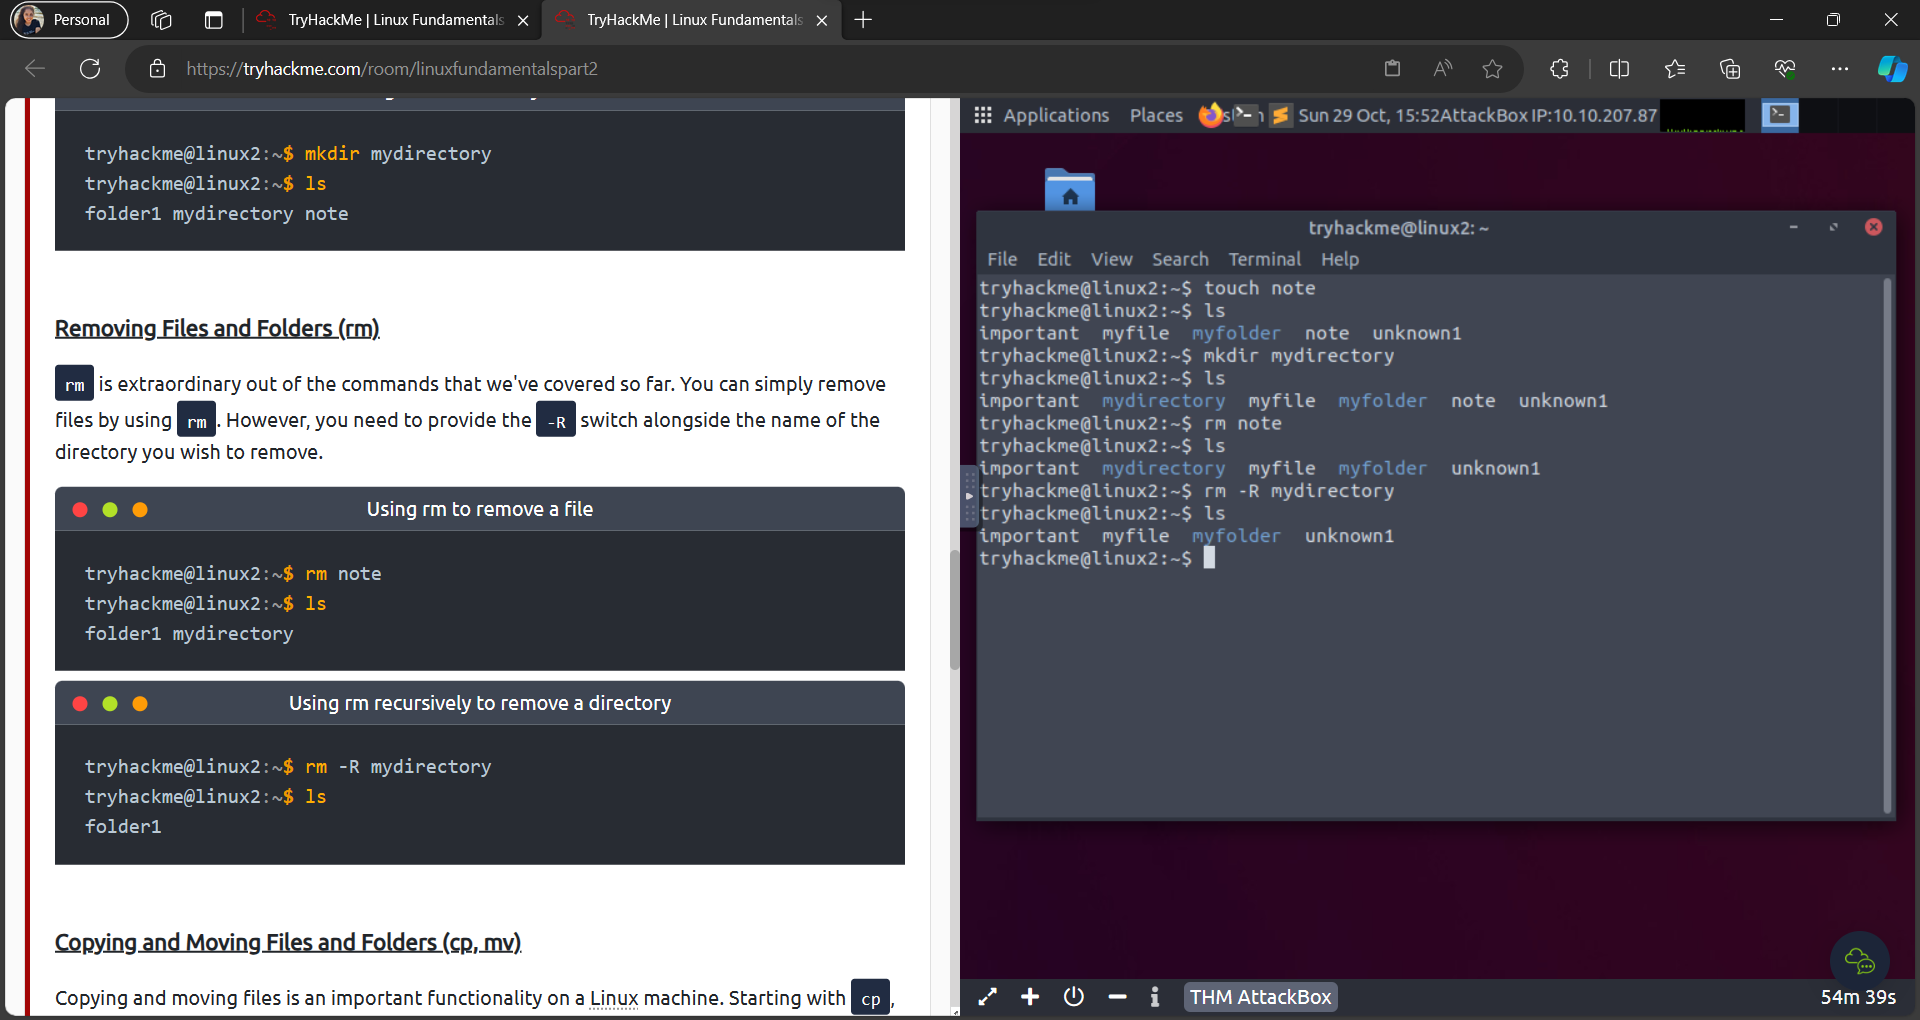 Personal
TryHackMe | Linux Fundamentals
TryHackMe | Linux Fundamentals
https://tryhackme.com/room/linuxfundamentalspart2
tryhackme@linux2:~$ mkdir mydirectory
tryhackme@linux2:~$ ls
folder1 mydirectory note
Removing Files and Folders (rm)
rm is extraordinary out of the commands that we've covered so far. You can simply remove
files by using rm . However, you need to provide the -R switch alongside the name of the
directory you wish to remove.
Using rm to remove a file
tryhackme@linux2:~$ rm note
tryhackme@linux2:~$ ls
folder1 mydirectory
Using rm recursively to remove a directory
tryhackme@linux2:~$ rm -R mydirectory
tryhackme@linux2:~$ ls
folder1
Copying and Moving Files and Folders (cp, mv)
Copying and moving files is an important functionality on a Linux machine. Starting with cp ,
Applications Places Sun 29 Oct, 15:52 AttackBox IP:10.10.207.87
tryhackme@linux2: ~
File Edit View Search Terminal Help
tryhackme@linux2:~$ touch note
tryhackme@linux2:~$ ls
important myfile myfolder note unknown1
tryhackme@linux2:~$ mkdir mydirectory
tryhackme@linux2:~$ ls
important mydirectory myfile myfolder note unknown1
tryhackme@linux2:~$ rm note
tryhackme@linux2:~$ ls
important mydirectory myfile myfolder unknown1
tryhackme@linux2:~$ rm -R mydirectory
tryhackme@linux2:~$ ls
important myfile myfolder unknown1
tryhackme@linux2:~$
THM AttackBox
54m 39s